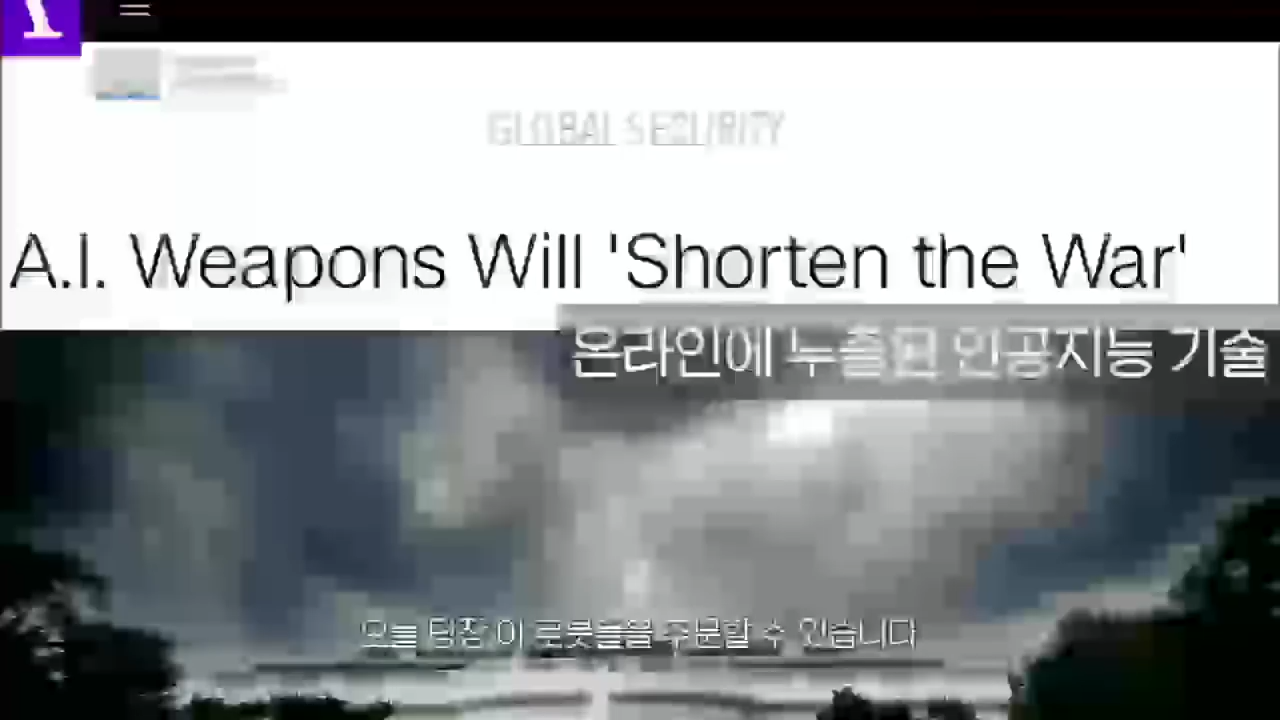 GLOBAL SECURITY
A.I. Weapons Will 'Shorten the War'
온라인에 누출된 인공지능 기술
오늘 당장 이 로봇들을 주문할 수 있습니다